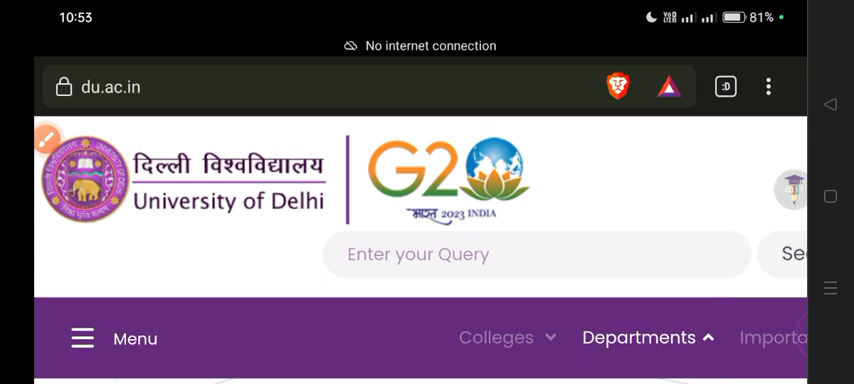 10:53
81%
No internet connection
du.ac.in
:D
दिल्ली विश्वविद्यालय
University of Delhi
G20
भारत 2023 INDIA
Enter your Query
Se
Menu
Colleges
Departments
Importa